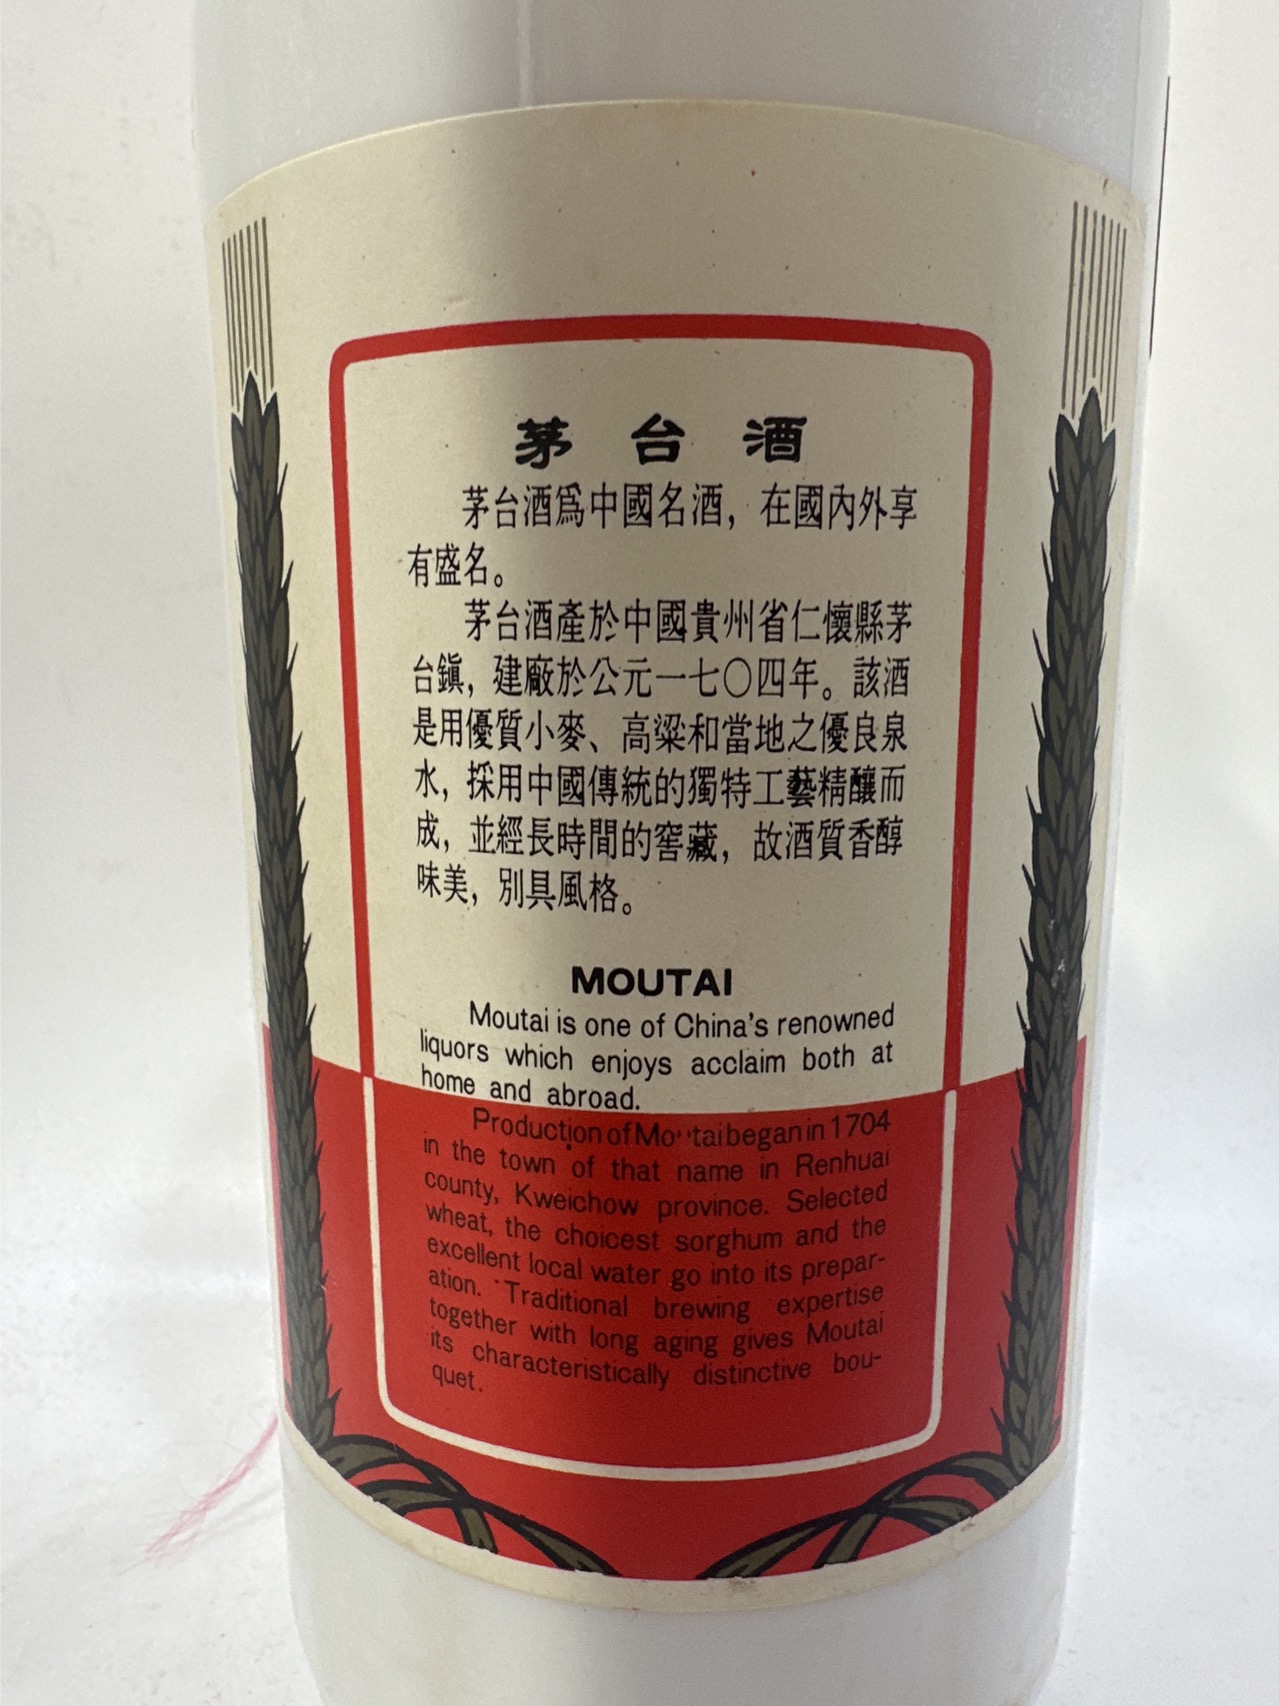 茅台酒
茅台酒爲中國名酒，在國內外享
有盛名。
茅台酒產於中國貴州省仁懷縣茅
台鎭，建廠於公元一七〇四年。該酒
是用優質小麥、高粱和當地之優良泉
水，採用中國傳統的獨特工藝精釀而
成，並經長時間的窖藏，故酒質香醇
味美，別具風格。
MOUTAI
Moutai is one of China's renowned
liquors which enjoys acclaim both at
home and abroad.
Production of Moutai began in 1704
in the town of that name in Renhuai
county, Kweichow province. Selected
wheat, the choicest sorghum and the
excellent local water go into its prepar-
ation. Traditional brewing expertise
together with long aging gives Moutai
its characteristically distinctive bou-
quet.